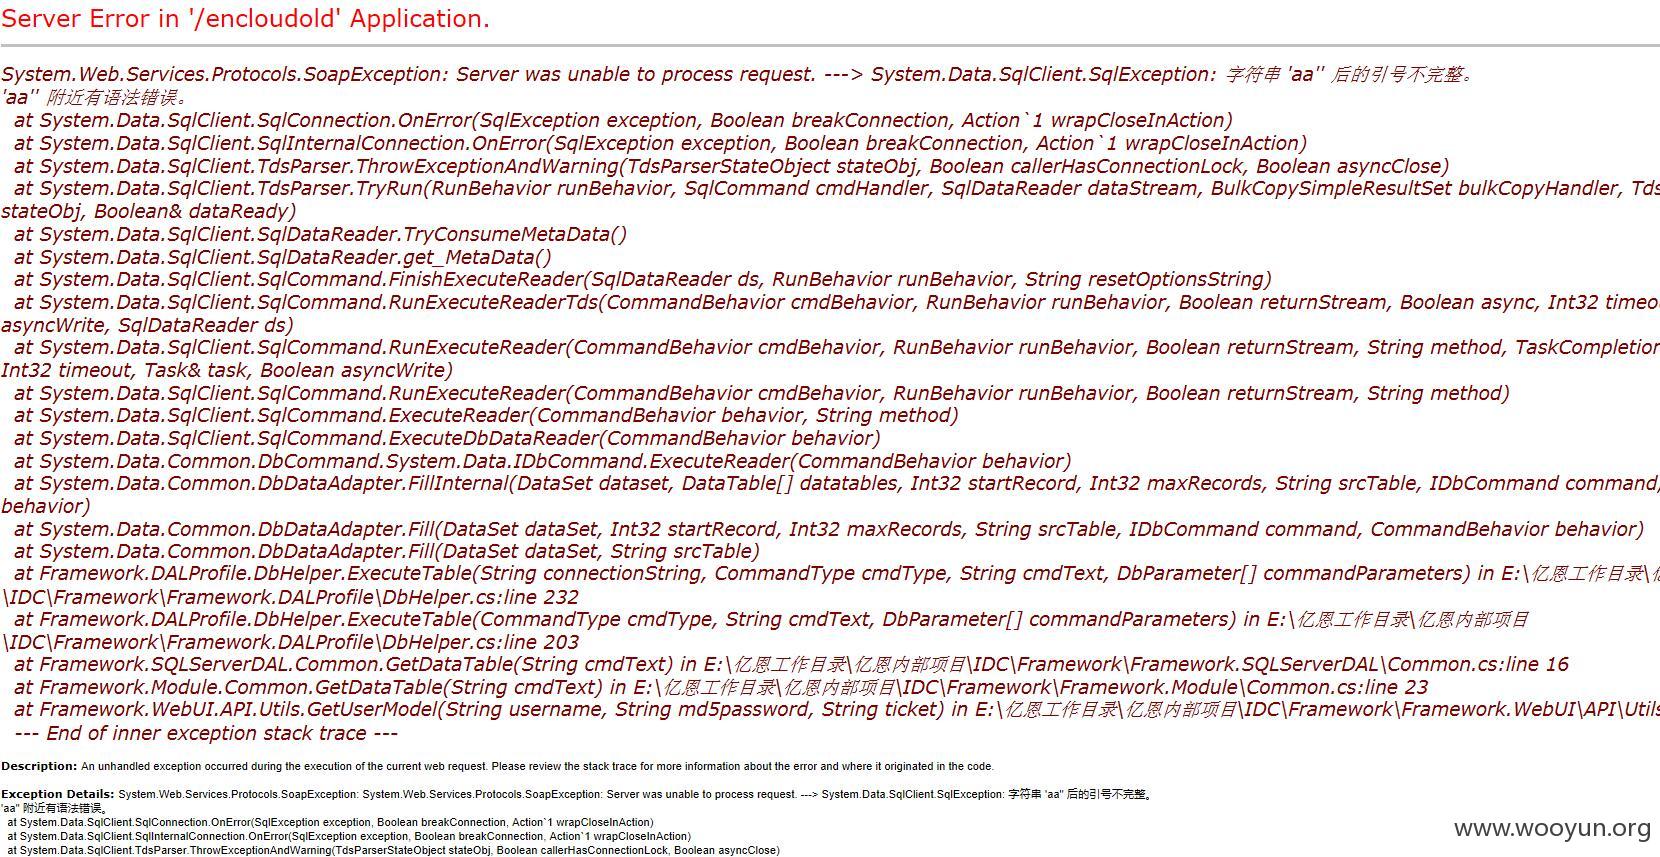 Server Error in '/encloudold' Application.
System.Web.Services.Protocols.SoapException: Server was unable to process request. ---> System.Data.SqlClient.SqlException: 字符串 'aa'' 后的引号不完整。
'aa'' 附近有语法错误。
at System.Data.SqlClient.SqlConnection.OnError(SqlException exception, Boolean breakConnection, Action`1 wrapCloseInAction)
at System.Data.SqlClient.SqlInternalConnection.OnError(SqlException exception, Boolean breakConnection, Action`1 wrapCloseInAction)
at System.Data.SqlClient.TdsParser.ThrowExceptionAndWarning(TdsParserStateObject stateObj, Boolean callerHasConnectionLock, Boolean asyncClose)
at System.Data.SqlClient.TdsParser.TryRun(RunBehavior runBehavior, SqlCommand cmdHandler, SqlDataReader dataStream, BulkCopySimpleResultSet bulkCopyHandler, Tds
stateObj, Boolean& dataReady)
at System.Data.SqlClient.SqlDataReader.TryConsumeMetaData()
at System.Data.SqlClient.SqlDataReader.get_MetaData()
at System.Data.SqlClient.SqlCommand.FinishExecuteReader(SqlDataReader ds, RunBehavior runBehavior, String resetOptionsString)
at System.Data.SqlClient.SqlCommand.RunExecuteReaderTds(CommandBehavior cmdBehavior, RunBehavior runBehavior, Boolean returnStream, Boolean async, Int32 timeo
asyncWrite, SqlDataReader ds)
at System.Data.SqlClient.SqlCommand.RunExecuteReader(CommandBehavior cmdBehavior, RunBehavior runBehavior, Boolean returnStream, String method, TaskCompletion
Int32 timeout, Task& task, Boolean asyncWrite)
at System.Data.SqlClient.SqlCommand.RunExecuteReader(CommandBehavior cmdBehavior, RunBehavior runBehavior, Boolean returnStream, String method)
at System.Data.SqlClient.SqlCommand.ExecuteReader(CommandBehavior behavior, String method)
at System.Data.SqlClient.SqlCommand.ExecuteDbDataReader(CommandBehavior behavior)
at System.Data.Common.DbCommand.System.Data.IDbCommand.ExecuteReader(CommandBehavior behavior)
at System.Data.Common.DbDataAdapter.FillInternal(DataSet dataset, DataTable[] datatables, Int32 startRecord, Int32 maxRecords, String srcTable, IDbCommand command,
behavior)
at System.Data.Common.DbDataAdapter.Fill(DataSet dataSet, Int32 startRecord, Int32 maxRecords, String srcTable, IDbCommand command, CommandBehavior behavior)
at System.Data.Common.DbDataAdapter.Fill(DataSet dataSet, String srcTable)
at Framework.DALProfile.DbHelper.ExecuteTable(String connectionString, CommandType cmdType, String cmdText, DbParameter[] commandParameters) in E:\亿恩工作目录\亿
\IDC\Framework\Framework.DALProfile\DbHelper.cs:line 232
at Framework.DALProfile.DbHelper.ExecuteTable(CommandType cmdType, String cmdText, DbParameter[] commandParameters) in E:\亿恩工作目录\亿恩内部项目
\IDC\Framework\Framework.DALProfile\DbHelper.cs:line 203
at Framework.SQLServerDAL.Common.GetDataTable(String cmdText) in E:\亿恩工作目录\亿恩内部项目\IDC\Framework\Framework.SQLServerDAL\Common.cs:line 16
at Framework.Module.Common.GetDataTable(String cmdText) in E:\亿恩工作目录\亿恩内部项目\IDC\Framework\Framework.Module\Common.cs:line 23
at Framework.WebUI.API.Utils.GetUserModel(String username, String md5password, String ticket) in E:\亿恩工作目录\亿恩内部项目\IDC\Framework\Framework.WebUI\API\Utils
--- End of inner exception stack trace ---
Description: An unhandled exception occurred during the execution of the current web request. Please review the stack trace for more information about the error and where it originated in the code.
Exception Details: System.Web.Services.Protocols.SoapException: System.Web.Services.Protocols.SoapException: Server was unable to process request. ---> System.Data.SqlClient.SqlException: 字符串 'aa'' 后的引号不完整。
'aa'' 附近有语法错误。
at System.Data.SqlClient.SqlConnection.OnError(SqlException exception, Boolean breakConnection, Action`1 wrapCloseInAction)
at System.Data.SqlClient.SqlInternalConnection.OnError(SqlException exception, Boolean breakConnection, Action`1 wrapCloseInAction)
at System.Data.SqlClient.TdsParser.ThrowExceptionAndWarning(TdsParserStateObject stateObj, Boolean callerHasConnectionLock, Boolean asyncClose)
www.wooyun.org